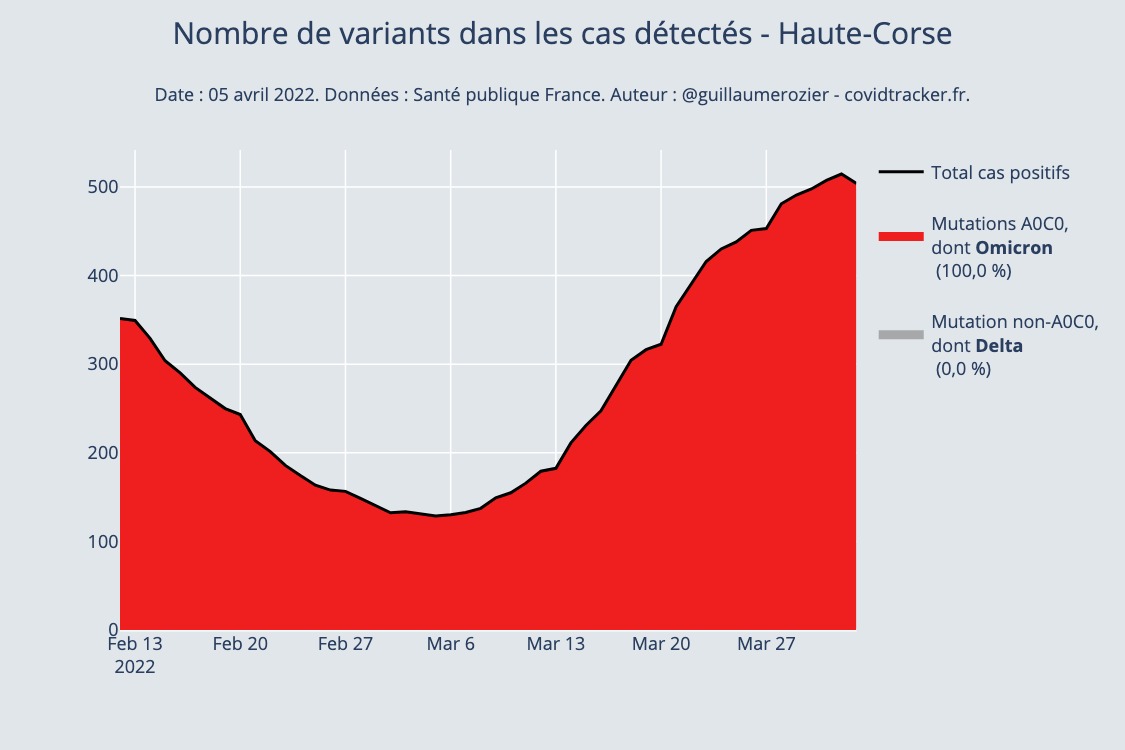 Nombre de variants dans les cas détectés - Haute-Corse
Date : 05 avril 2022. Données : Santé publique France. Auteur : @guillaumerozier - covidtracker.fr.
500
400
300
200
100
0
Feb 13
2022
Feb 20
Feb 27
Mar 6
Mar 13
Mar 20
Mar 27
Total cas positifs
Mutations A0C0,
dont Omicron
(100,0 %)
Mutation non-A0C0,
dont Delta
(0,0 %)